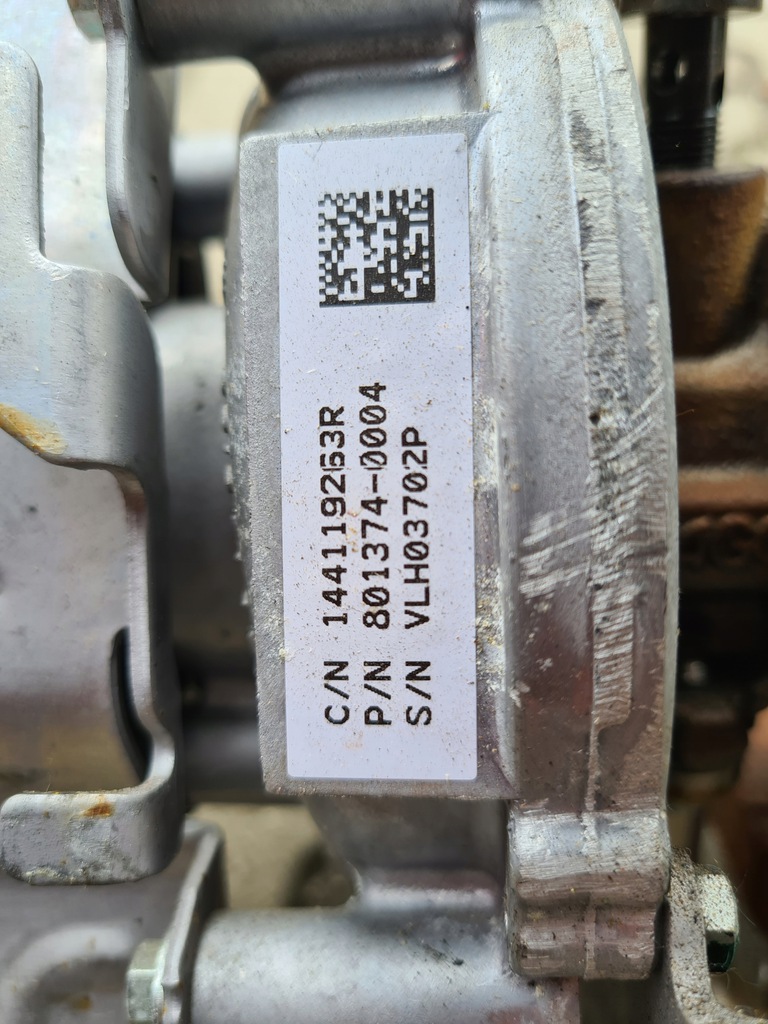 C/N 144119263R
P/N 801374-0004
S/N VLH03702P